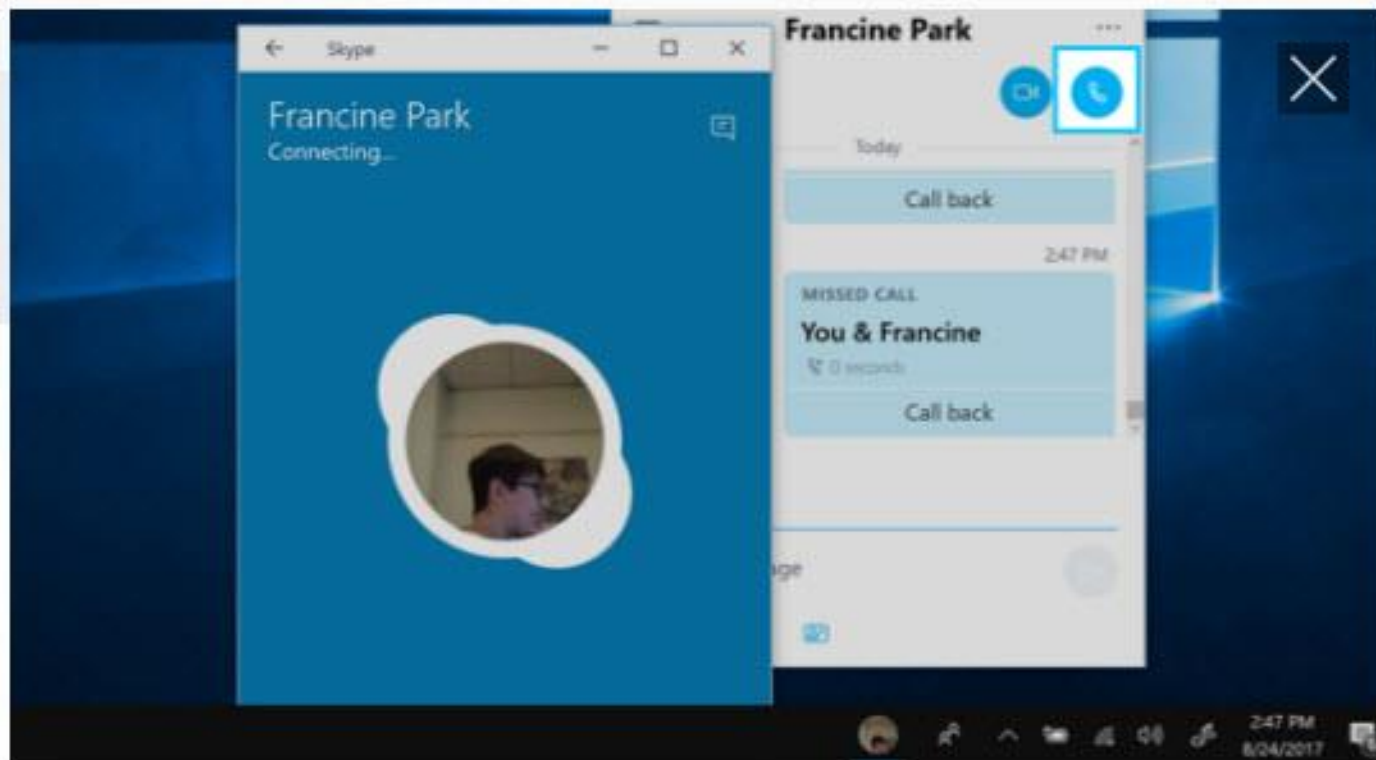 Skype
Francine Park
Connecting...
Francine Park
Today
Call back
2:47 PM
MISSED CALL
You & Francine
0 seconds
Call back
age
2:47 PM
8/24/2017